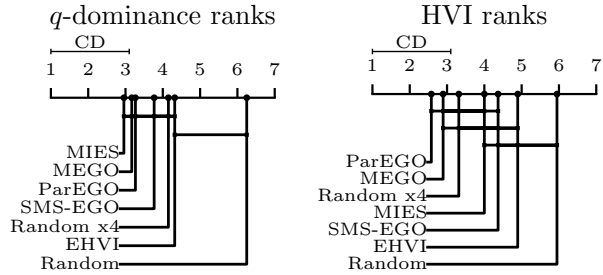 q-dominance ranks
CD
1 2 3 4 5 6 7
MIES
MEGO
ParEGO
SMS-EGO
Random x4
EHVI
Random
HVI ranks
CD
1 2 3 4 5 6 7
ParEGO
MEGO
Random x4
MIES
SMS-EGO
EHVI
Random